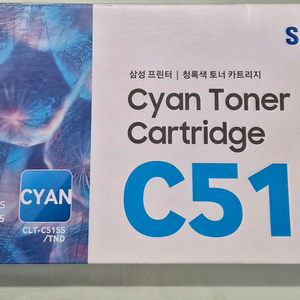 S
삼성 프린터 | 청록색 토너 카트리지
Cyan Toner
Cartridge
C51
S
5
CYAN
CLT-C515S
/TND